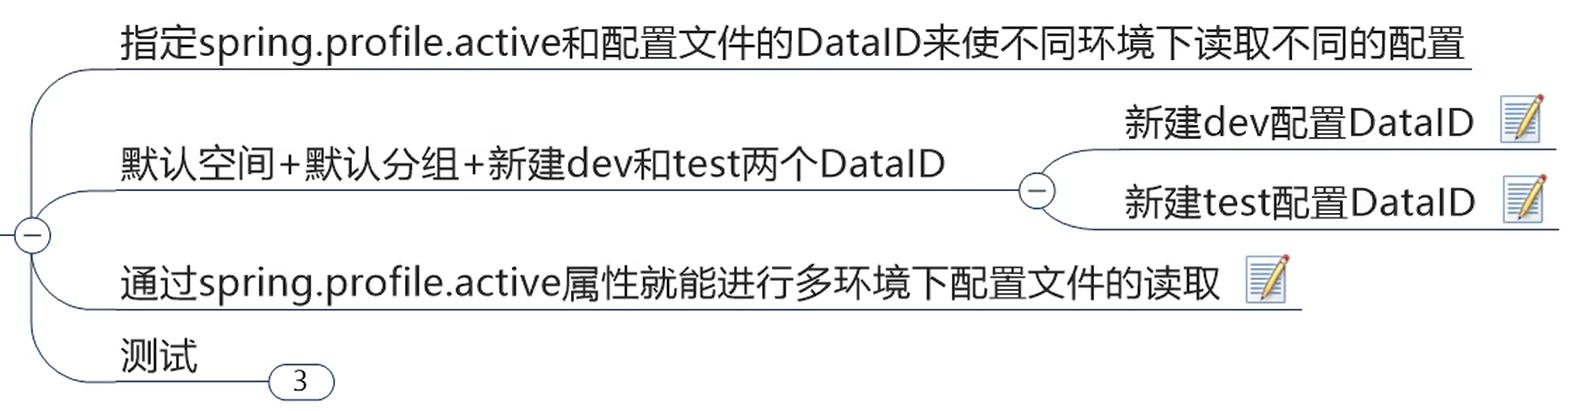 指定spring.profile.active和配置文件的DataID来使不同环境下读取不同的配置
默认空间+默认分组+新建dev和test两个DataID
新建dev配置DataID
新建test配置DataID
通过spring.profile.active属性就能进行多环境下配置文件的读取
测试
3